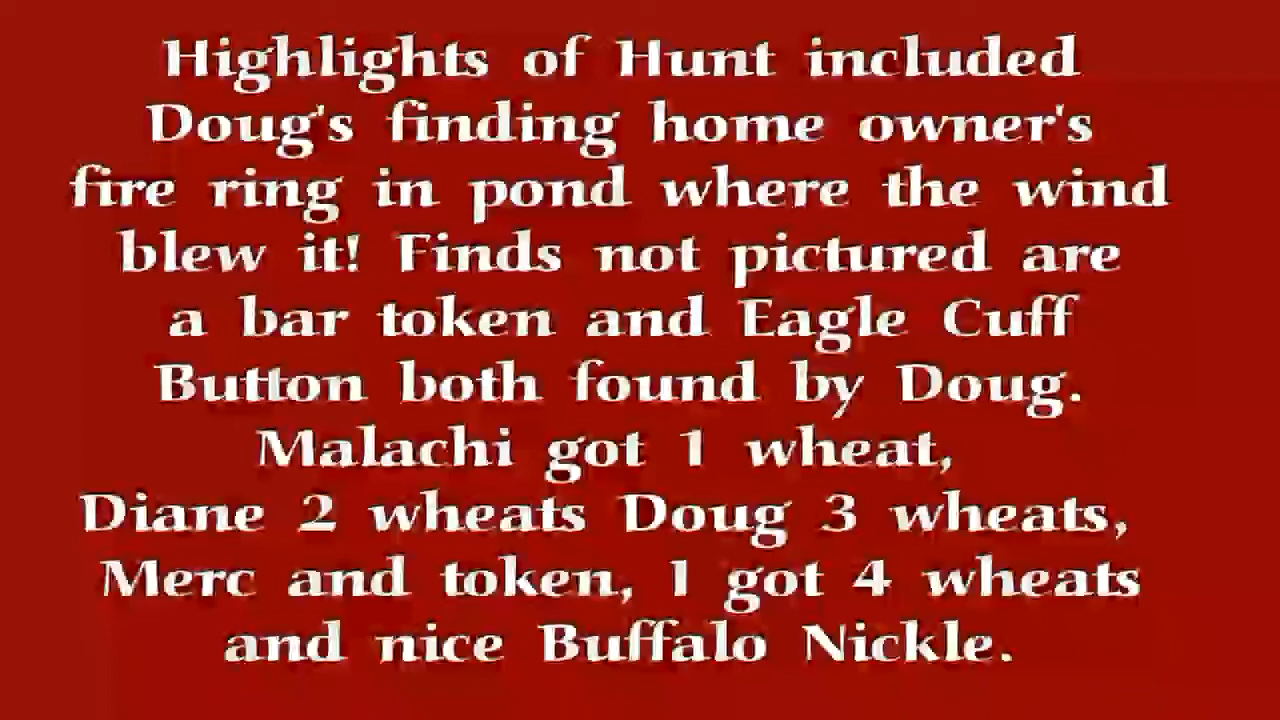 Highlights of Hunt included
Doug's finding home owner's
fire ring in pond where the wind
blew it! Finds not pictured are
a bar token and Eagle Cuff
Button both found by Doug.
Malachi got 1 wheat,
Diane 2 wheats Doug 3 wheats,
Merc and token, I got 4 wheats
and nice Buffalo Nickle.